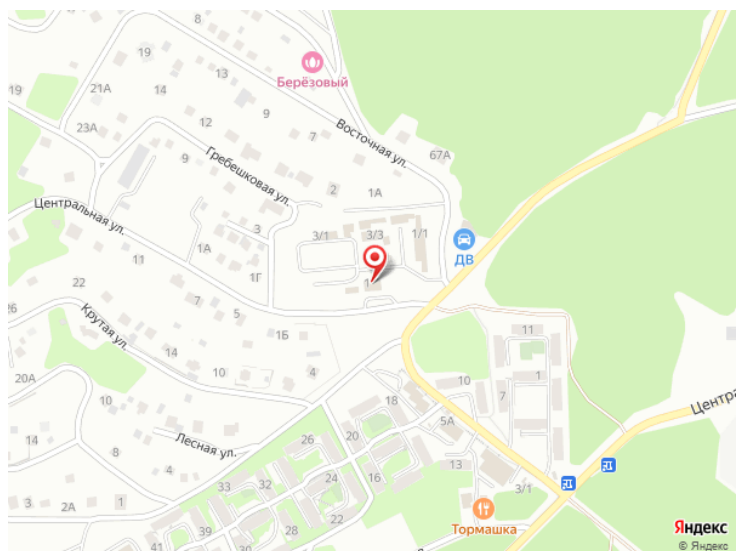 8
19
Берёзовый
13
19
21А
14
9
12
7
Восточная ул.
23А
67А
9
Гребешковая ул.
2
1А
Центральная ул.
3
3/1
3/3
1/1
1А
ДВ
11
1Г
1
22
7
5
26
Крутая ул.
1Б
11
14
10
4
20А
10
1
18
7
10
5А
Лесная ул.
26
20
14
8
4
13
24
16
33
32
3/1
22
3
2А
1
Тормашка
30
28
39
41
Центра
Яндекс
© Яндекс